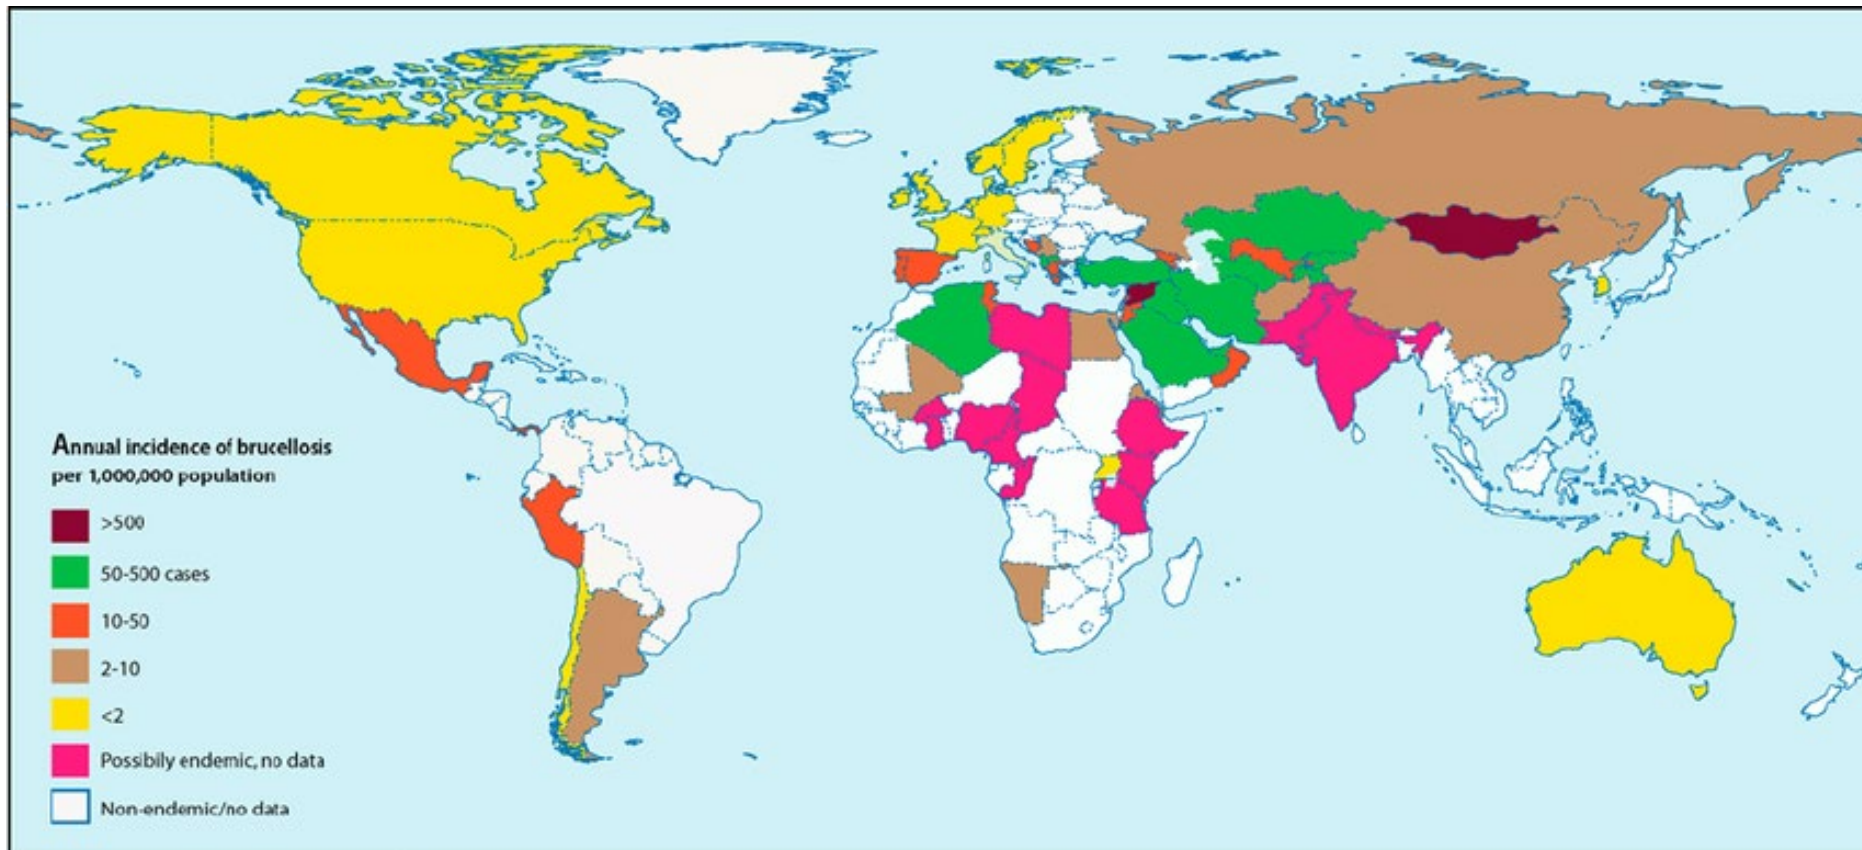 Annual incidence of brucellosis
per 1,000,000 population
>500
50-500 cases
10-50
2-10
<2
Possibily endemic, no data
Non-endemic/no data